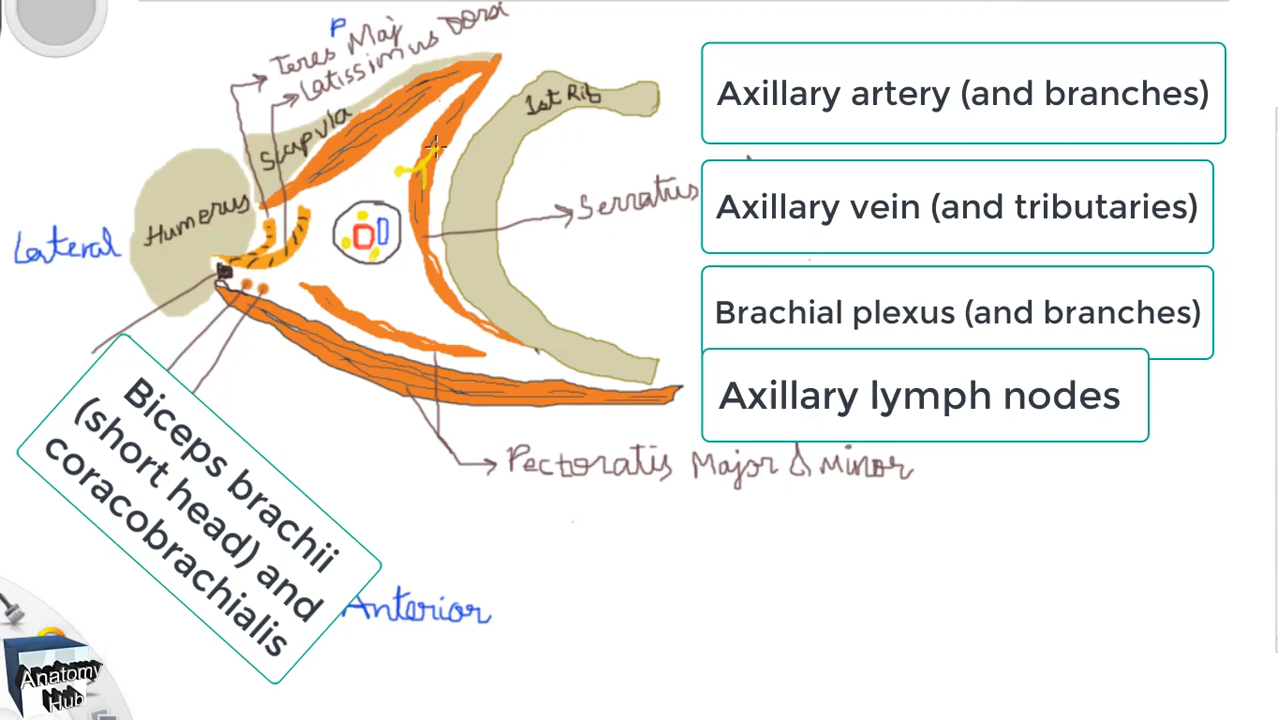 P
Teres Maj
Latissimus Dorsi
Scapula
1st Rib
Humerus
Lateral
Serratus
Axillary artery (and branches)
Axillary vein (and tributaries)
Brachial plexus (and branches)
Axillary lymph nodes
Pectoratis Major & Minor
Biceps brachii
(short head) and
coracobrachialis
Anterior
Anatomy
Hub